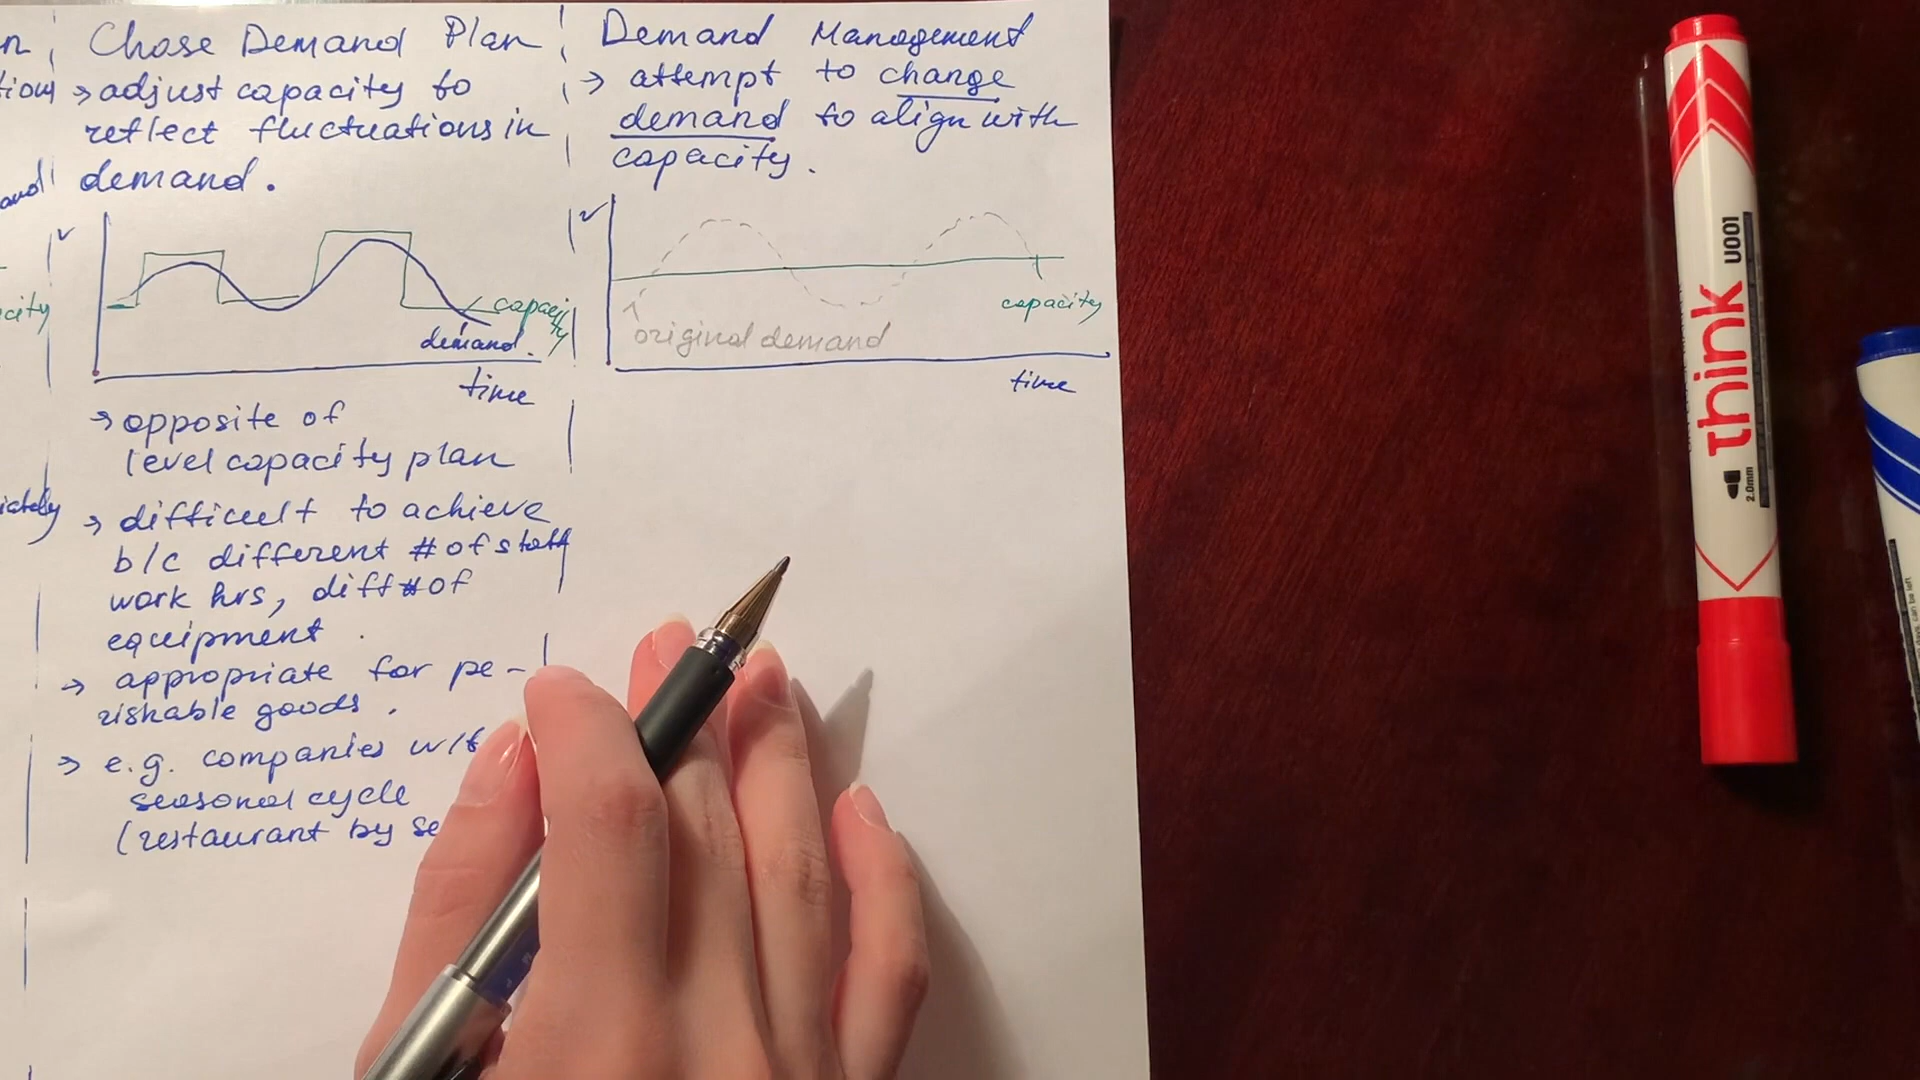 Chase Demand Plan
→ adjust capacity to
reflect fluctuations in
demand.
v
capacity
demand.
time
→ opposite of
level capacity plan
→ difficult to achieve
b/c different # of staff
work hrs, diff # of
equipment.
→ appropriate for pe-
rishable goods.
→ e.g. companies
seasonal cycle
(restaurant by se
Demand Management
→ attempt to change
demand to align with
capacity.
v
original demand
capacity
time
think
U001
2.0mm